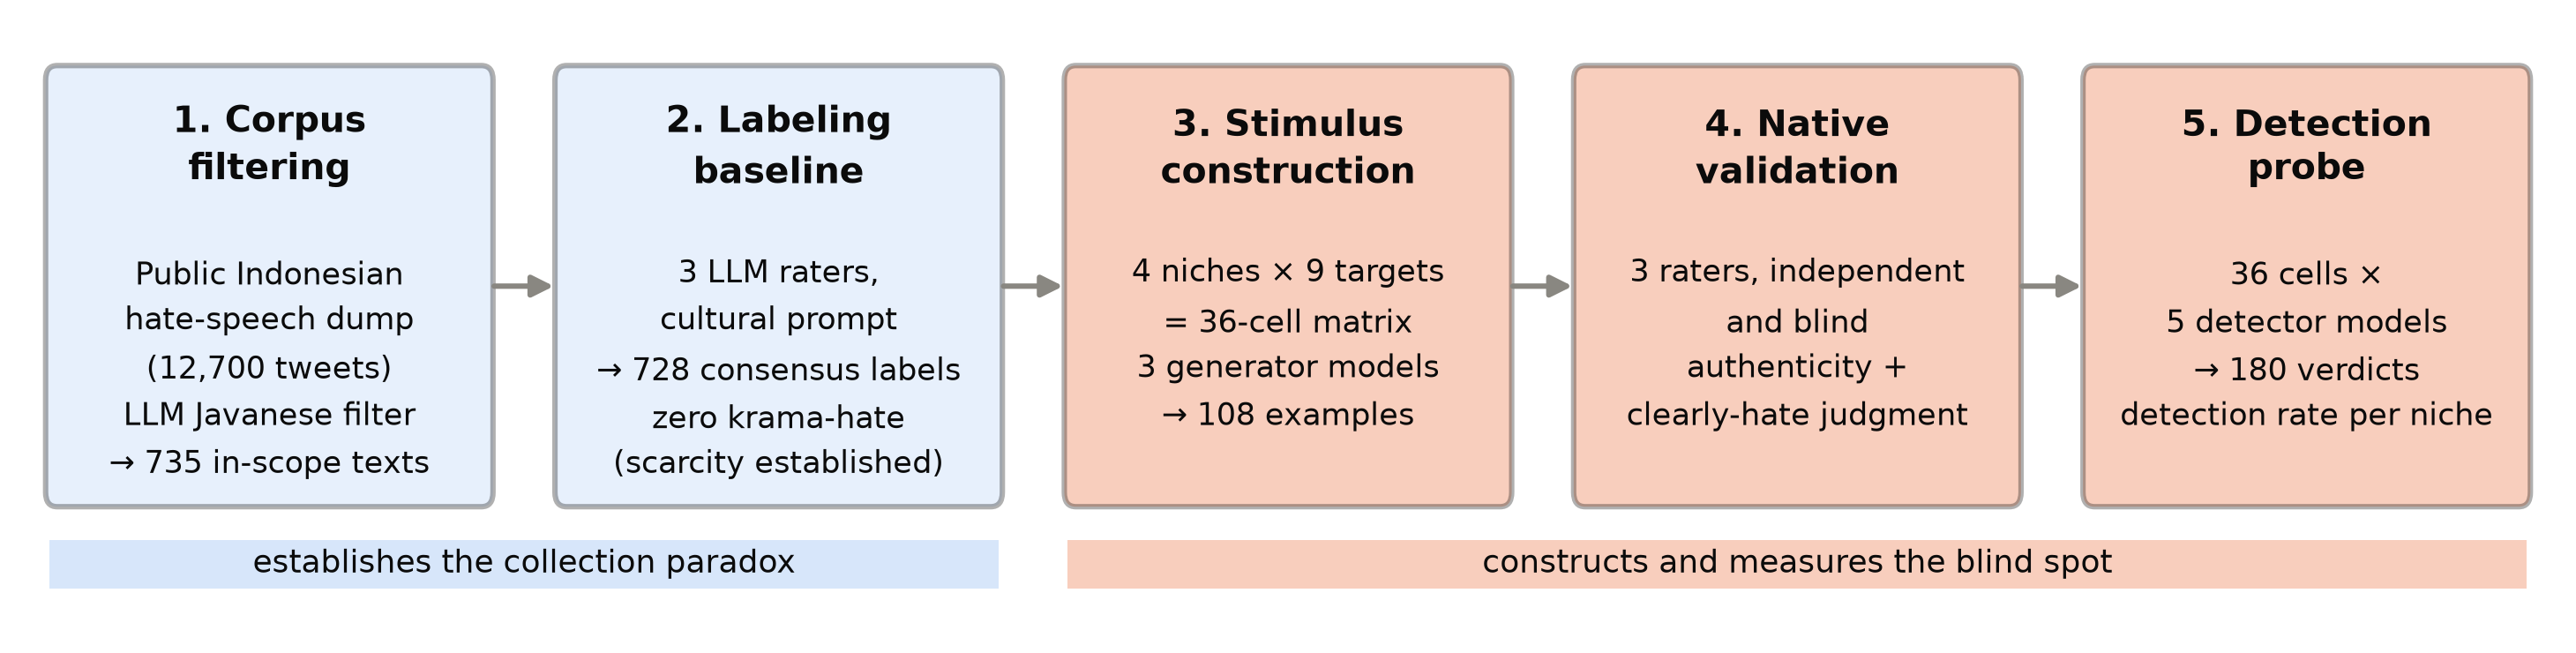 1. Corpus
filtering
Public Indonesian
hate-speech dump
(12,700 tweets)
LLM Javanese filter
→ 735 in-scope texts
2. Labeling
baseline
3 LLM raters,
cultural prompt
→ 728 consensus labels
zero krama-hate
(scarcity established)
3. Stimulus
construction
4 niches × 9 targets
= 36-cell matrix
3 generator models
→ 108 examples
4. Native
validation
3 raters, independent
and blind
authenticity +
clearly-hate judgment
5. Detection
probe
36 cells ×
5 detector models
→ 180 verdicts
detection rate per niche
establishes the collection paradox
constructs and measures the blind spot